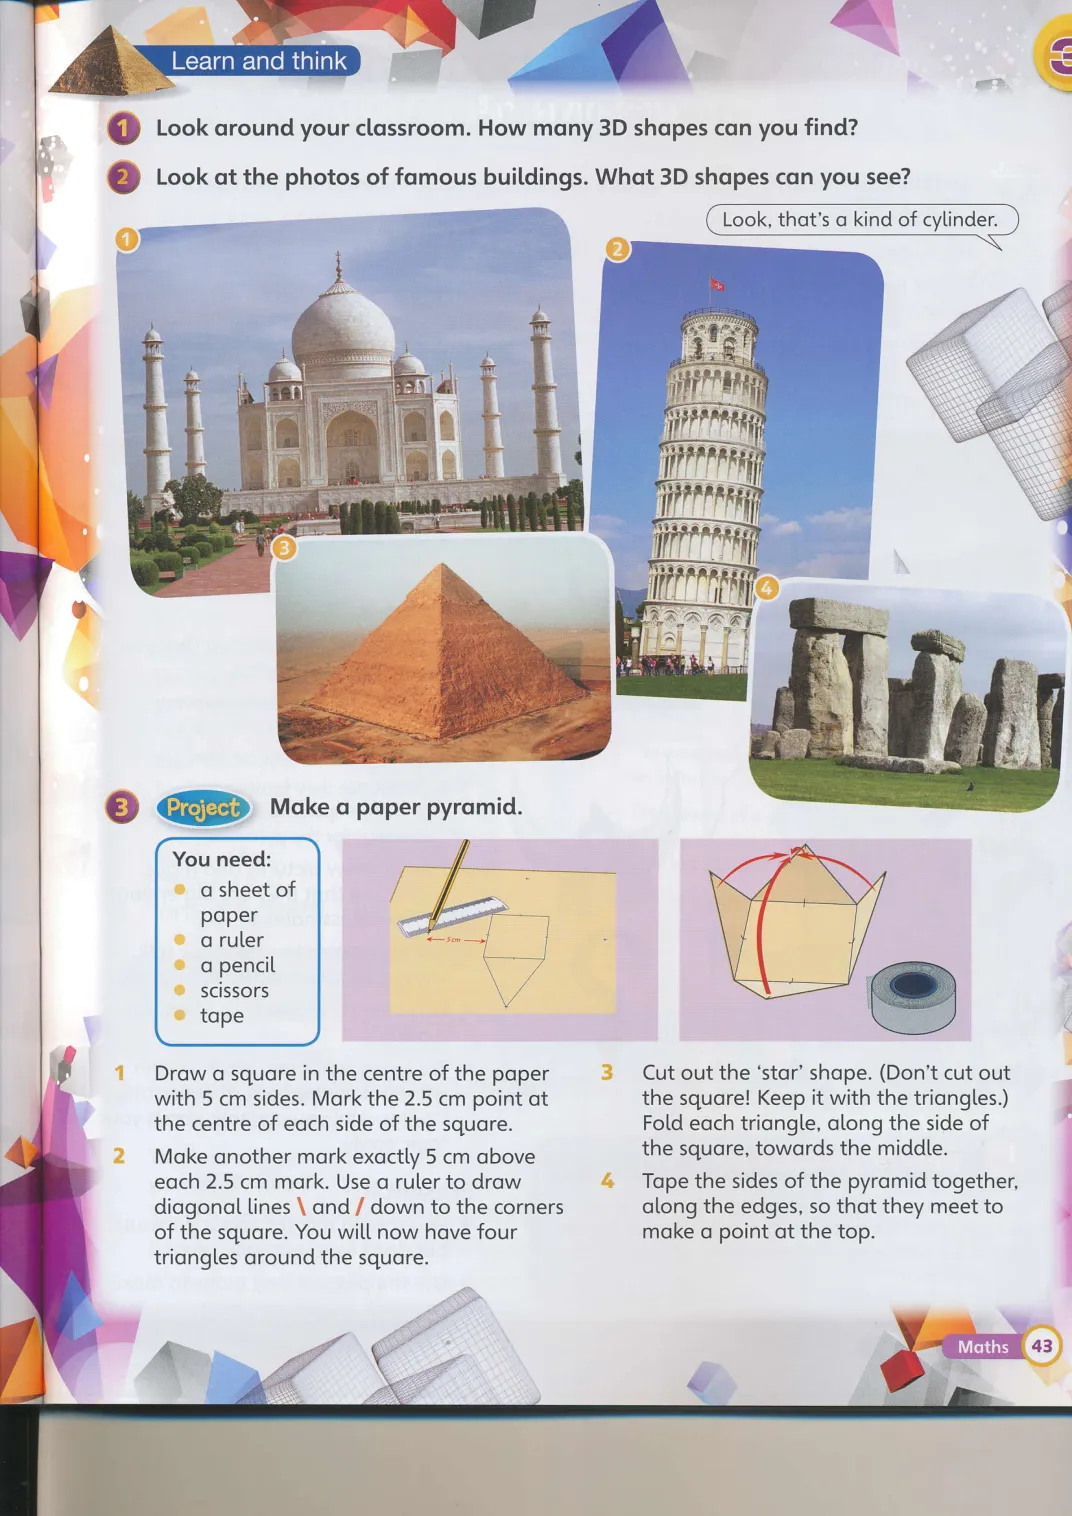 Learn and think
3
1 Look around your classroom. How many 3D shapes can you find?
2 Look at the photos of famous buildings. What 3D shapes can you see?
Look, that's a kind of cylinder.
1
2
3
4
3 Project Make a paper pyramid.
You need:
a sheet of
paper
a ruler
a pencil
scissors
tape
5 cm
1 Draw a square in the centre of the paper
with 5 cm sides. Mark the 2.5 cm point at
the centre of each side of the square.
2 Make another mark exactly 5 cm above
each 2.5 cm mark. Use a ruler to draw
diagonal lines \ and / down to the corners
of the square. You will now have four
triangles around the square.
3 Cut out the 'star' shape. (Don't cut out
the square! Keep it with the triangles.)
Fold each triangle, along the side of
the square, towards the middle.
4 Tape the sides of the pyramid together,
along the edges, so that they meet to
make a point at the top.
Maths 43